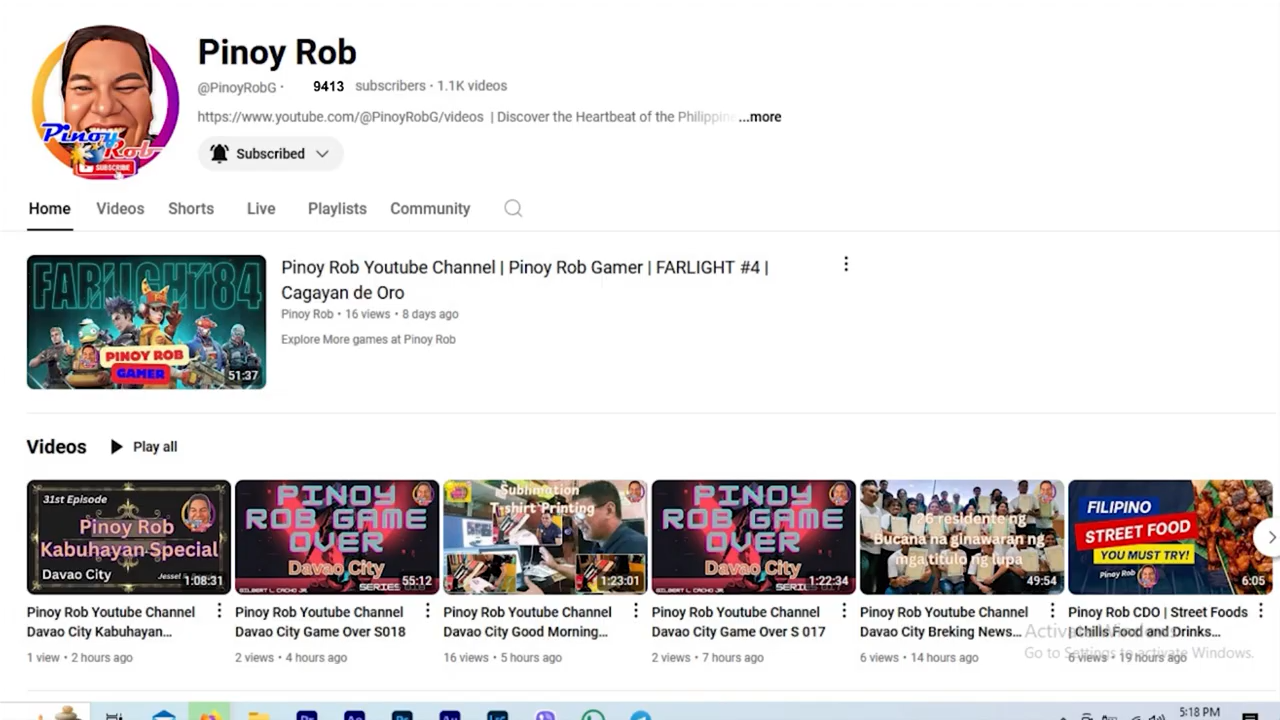 Pinoy Rob
@PinoyRobG · 9413 subscribers · 1.1K videos
https://www.youtube.com/@PinoyRobG/videos | Discover the Heartbeat of the Philippin ...more
Pinoy
Rob
SUBSCRIBE
Subscribed
Home Videos Shorts Live Playlists Community
FARLIGHT84
PINOY ROB
GAMER
51:37
Pinoy Rob Youtube Channel | Pinoy Rob Gamer | FARLIGHT #4 |
Cagayan de Oro
Pinoy Rob • 16 views • 8 days ago
Explore More games at Pinoy Rob
Videos Play all
31st Episode
Pinoy Rob
Kabuhayan Special
Davao City
1:08:31
Pinoy Rob Youtube Channel
Davao City Kabuhayan...
1 view • 2 hours ago
PINOY
ROB GAME
OVER
Davao City
55:12
Pinoy Rob Youtube Channel
Davao City Game Over S018
2 views • 4 hours ago
Sublimation
T-shirt Printing
1:23:01
Pinoy Rob Youtube Channel
Davao City Good Morning...
16 views • 5 hours ago
PINOY
ROB GAME
OVER
Davao City
1:22:34
Pinoy Rob Youtube Channel
Davao City Game Over S 017
2 views • 7 hours ago
26 residente ng
Bucana na ginawaran ng
mga titulo ng lupa
49:54
Pinoy Rob Youtube Channel
Davao City Breking News...
6 views • 14 hours ago
FILIPINO
STREET FOOD
YOU MUST TRY!
Pinoy Rob
6:05
Pinoy Rob CDO | Street Foods
| Chills Food and Drinks...
6 views • 19 hours ago
Activate Windows
Go to Settings to activate Windows.
5:18 PM